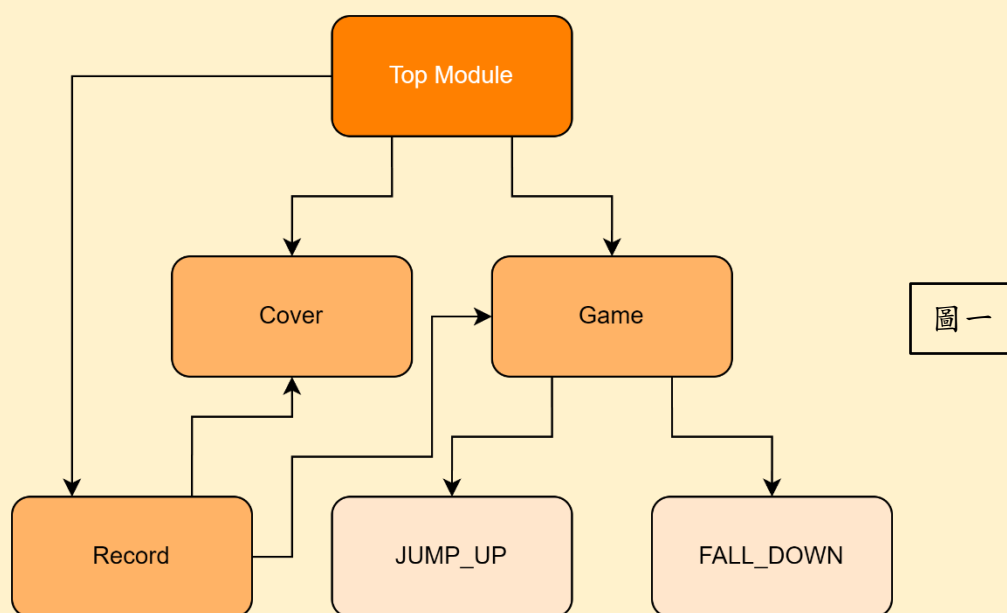 Top Module
Cover
Game
圖一
Record
JUMP_UP
FALL_DOWN